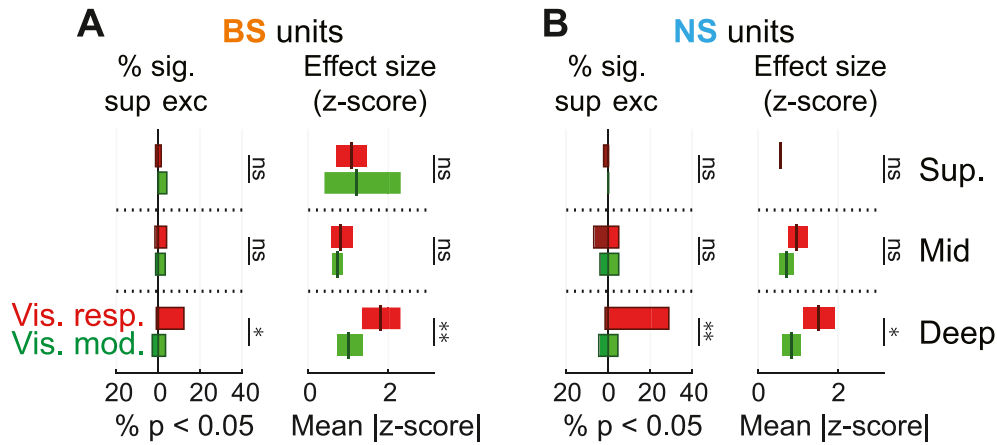 A
BS units
% sig.
sup exc
Effect size
(z-score)
ns
ns
ns
ns
Vis. resp.
Vis. mod.
*
**
20 0 20 40
% p < 0.05
0 2
Mean |z-score|
B
NS units
% sig.
sup exc
Effect size
(z-score)
ns
ns
Sup.
ns
ns
Mid
**
*
Deep
20 0 20 40
% p < 0.05
0 2
Mean |z-score|